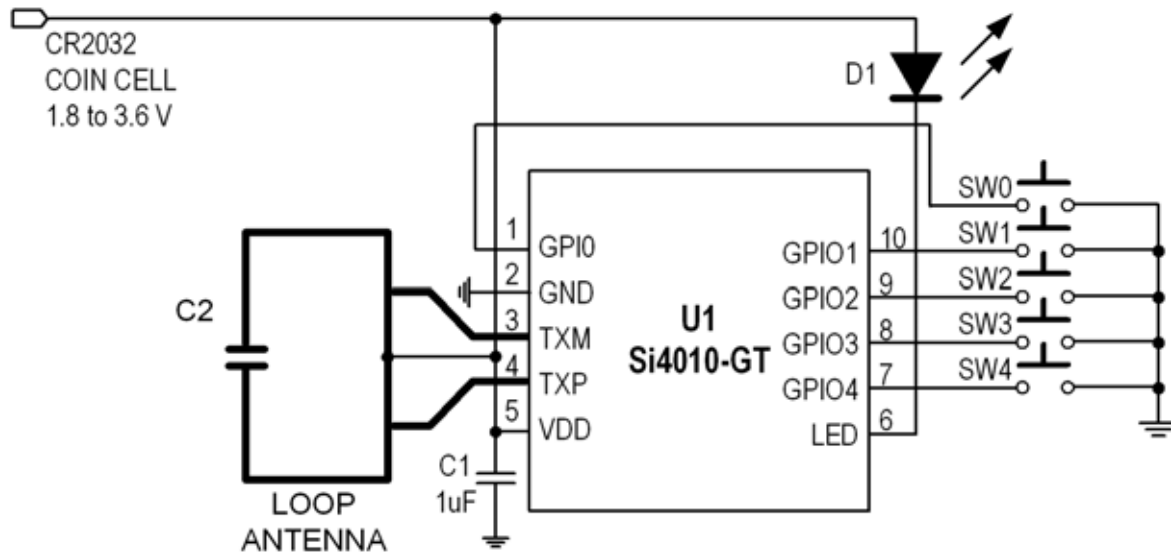 CR2032
COIN CELL
1.8 to 3.6 V
D1
SW0
1
GPI0
GPIO1
10
SW1
2
GND
GPIO2
9
SW2
C2
3
TXM
U1
GPIO3
8
SW3
4
TXP
Si4010-GT
GPIO4
7
SW4
5
VDD
LED
6
C1
1uF
LOOP
ANTENNA